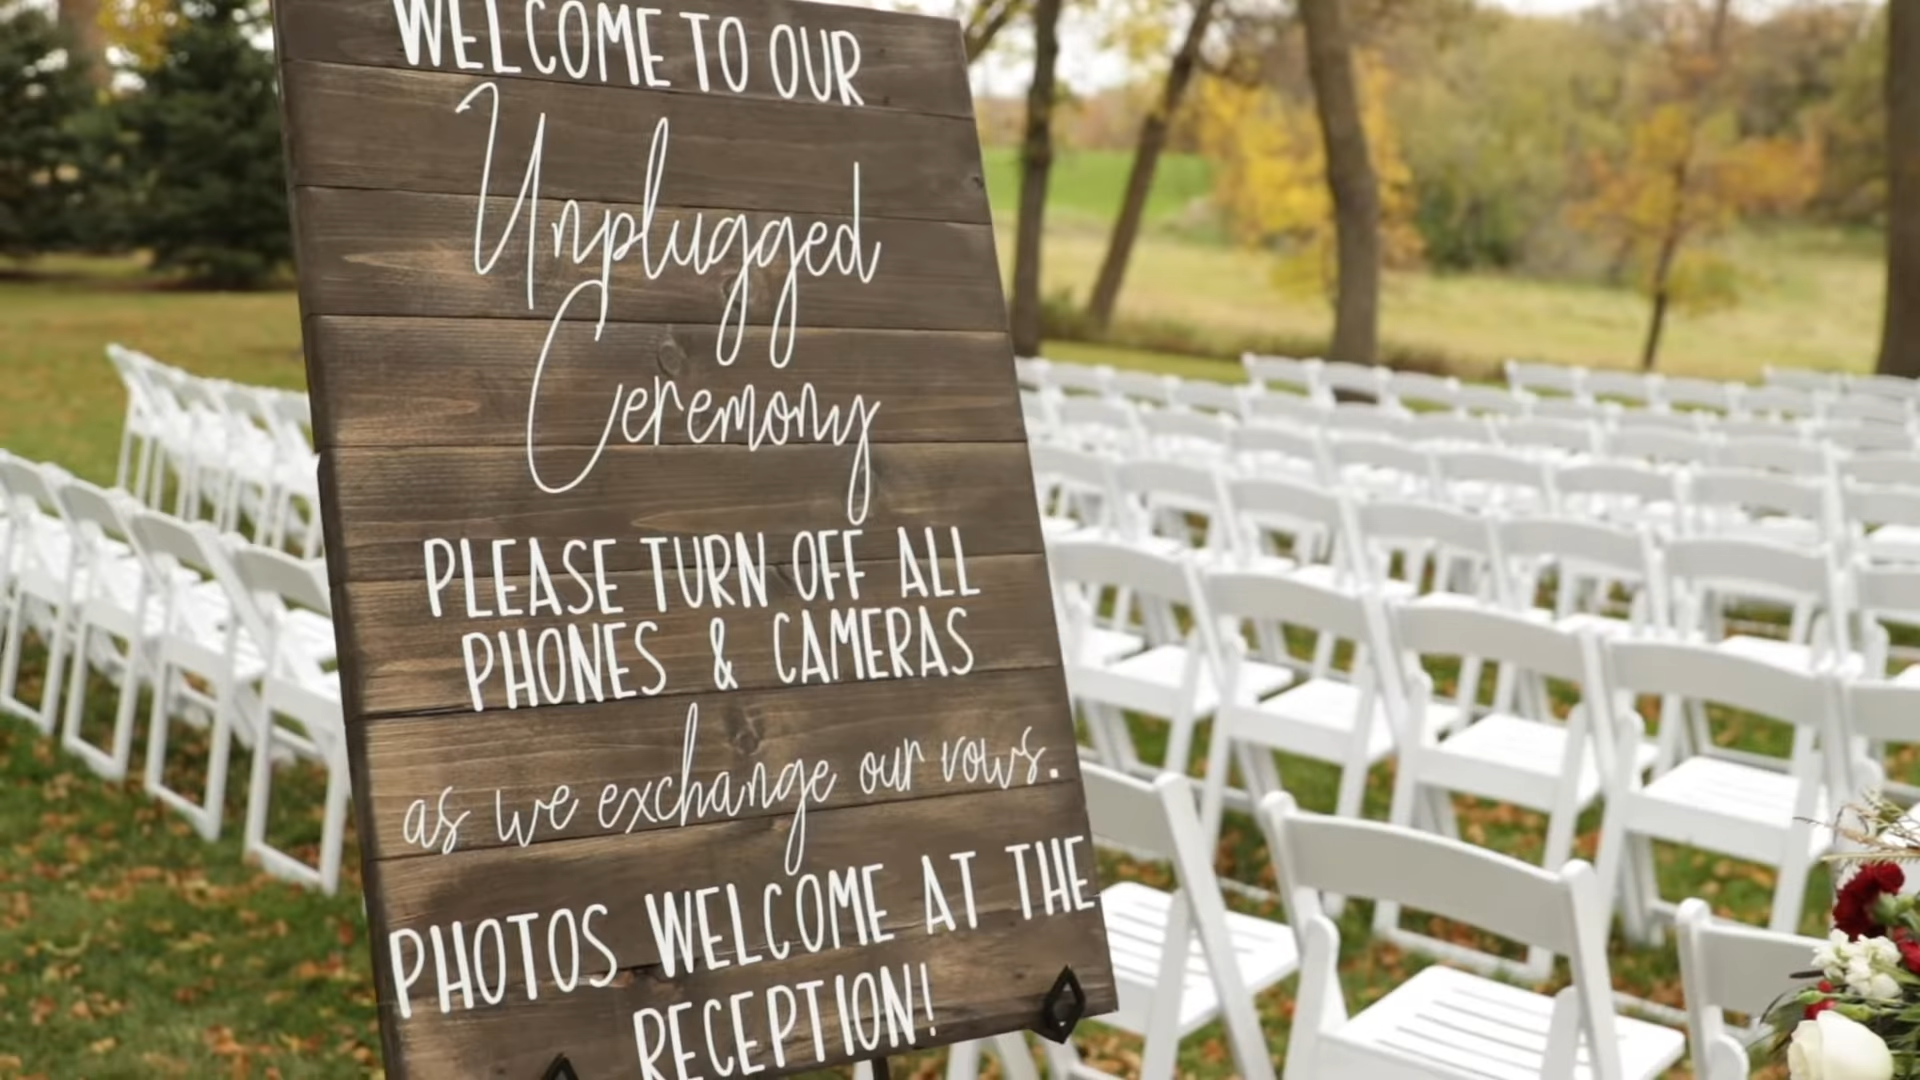 WELCOME TO OUR
Unplugged
Ceremony
PLEASE TURN OFF ALL
PHONES & CAMERAS
as we exchange our vows.
PHOTOS WELCOME AT THE
RECEPTION!